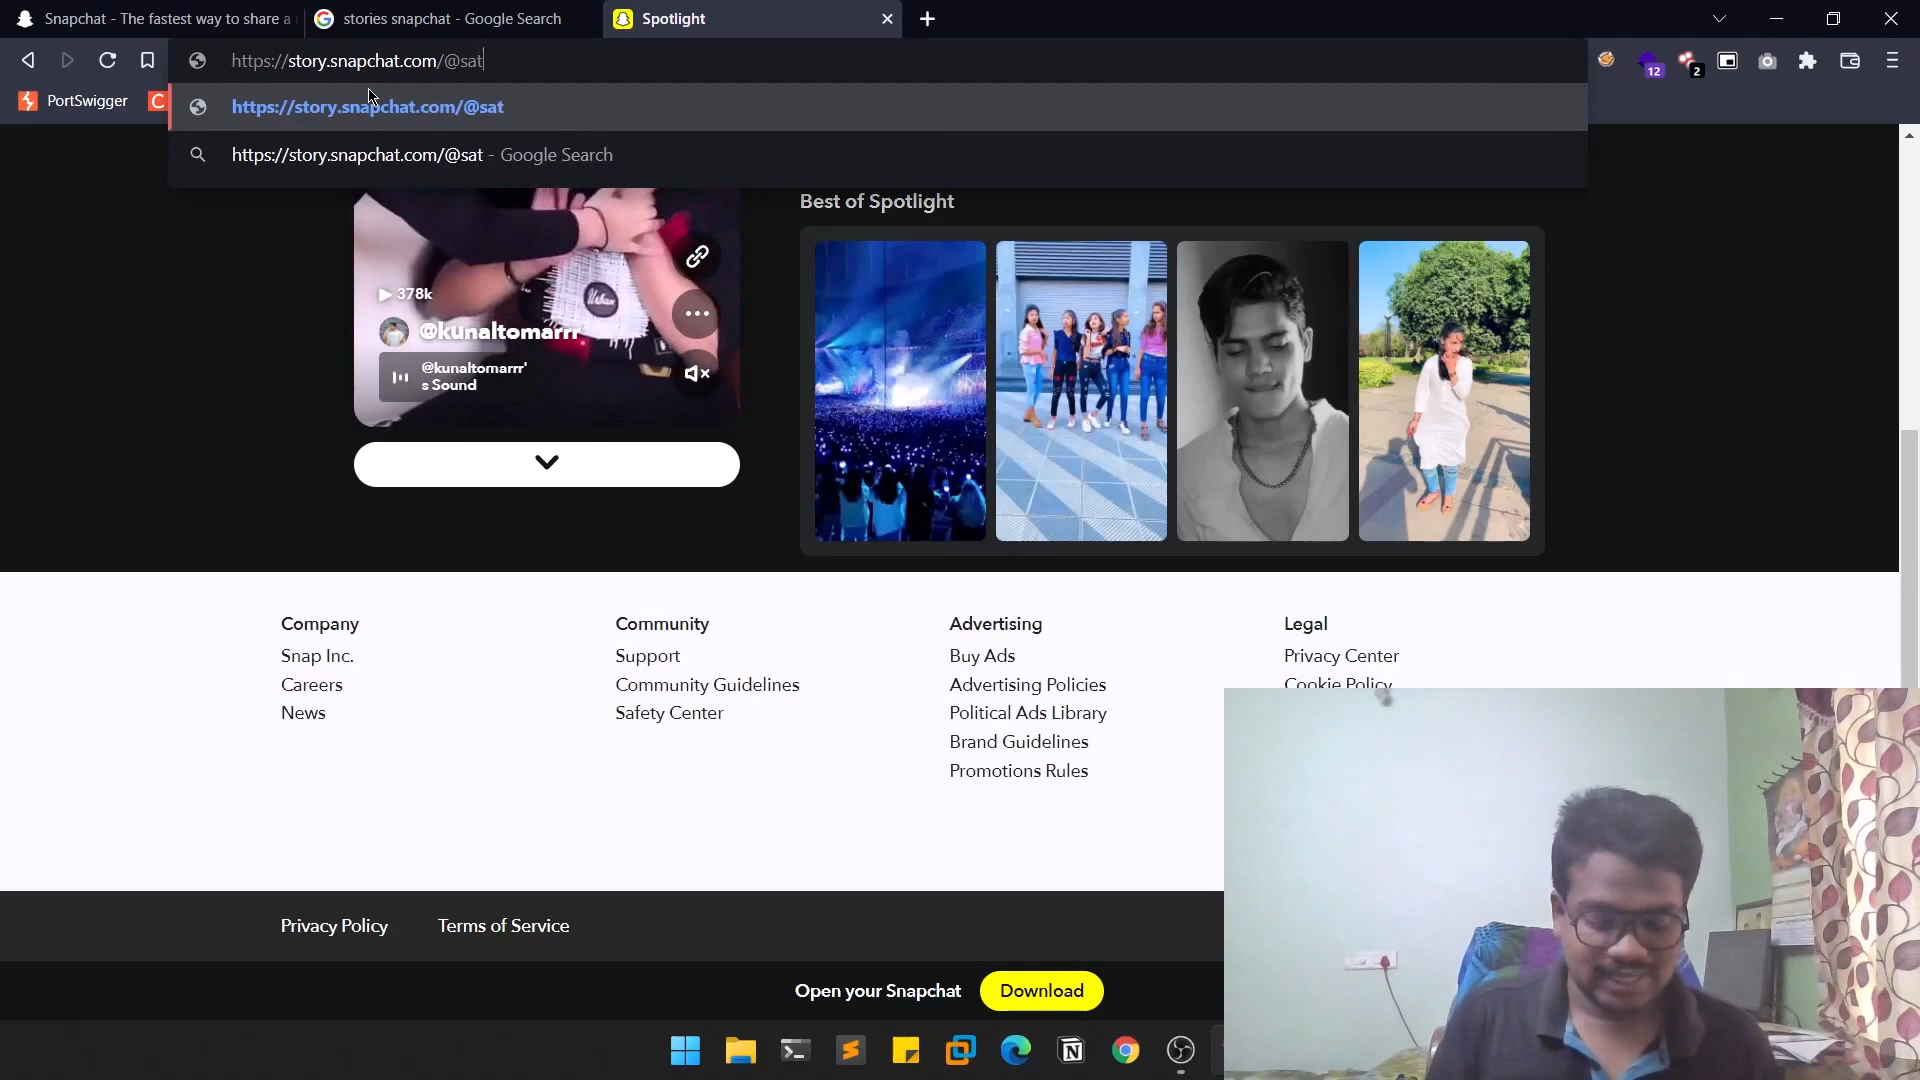 Snapchat - The fastest way to share a
stories snapchat - Google Search
Spotlight
https://story.snapchat.com/@sat
12
2
PortSwigger
https://story.snapchat.com/@sat
https://story.snapchat.com/@sat - Google Search
Best of Spotlight
378k
@kunaltomarrr
@kunaltomarrr'
s Sound
Urban
Company
Snap Inc.
Careers
News
Community
Support
Community Guidelines
Safety Center
Advertising
Buy Ads
Advertising Policies
Political Ads Library
Brand Guidelines
Promotions Rules
Legal
Privacy Center
Cookie Policy
Privacy Policy
Terms of Service
Open your Snapchat
Download